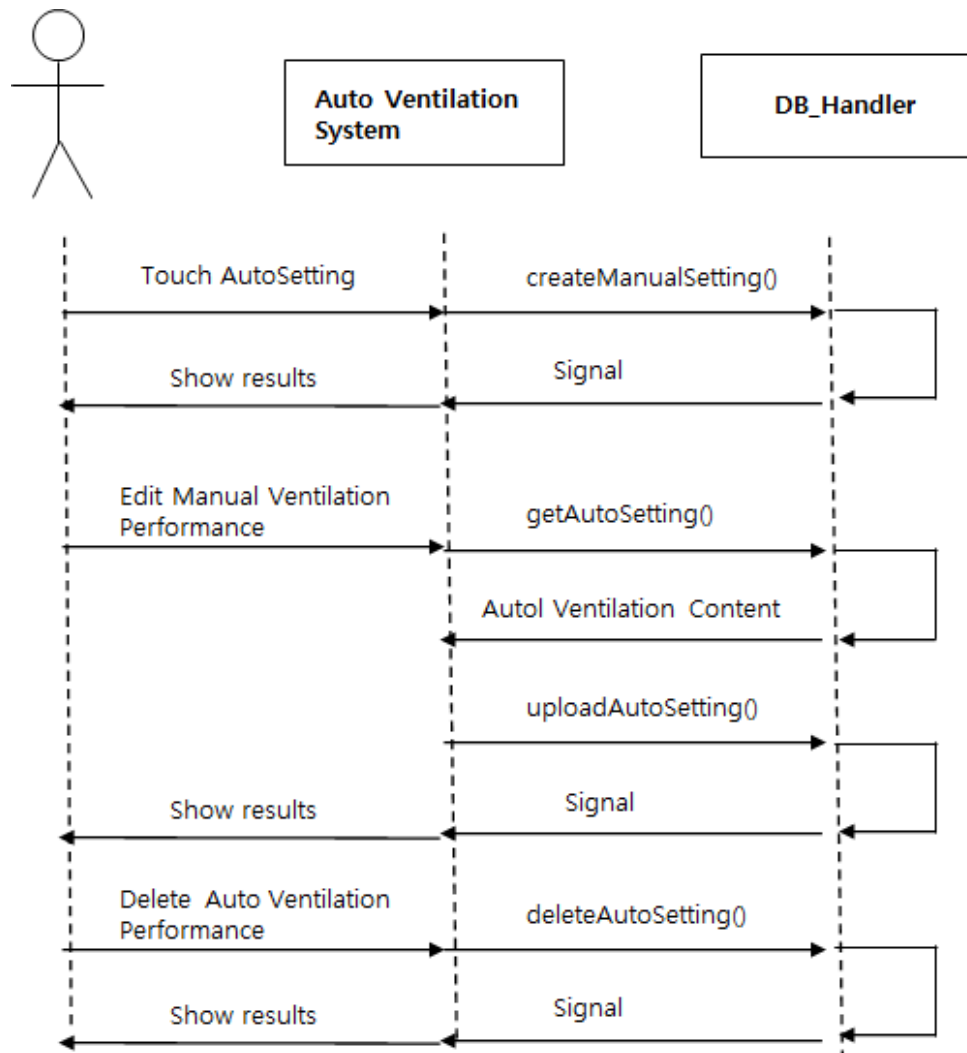 Auto Ventilation
System
DB_Handler
Touch AutoSetting
createManualSetting()
Show results
Signal
Edit Manual Ventilation
Performance
getAutoSetting()
Autol Ventilation Content
uploadAutoSetting()
Show results
Signal
Delete Auto Ventilation
Performance
deleteAutoSetting()
Show results
Signal